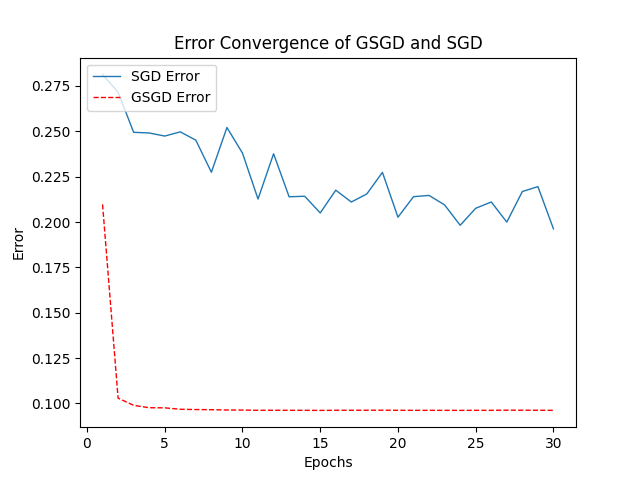 Error Convergence of GSGD and SGD
SGD Error
GSGD Error
0.275
0.250
0.225
0.200
0.175
0.150
0.125
0.100
Error
0 5 10 15 20 25 30
Epochs